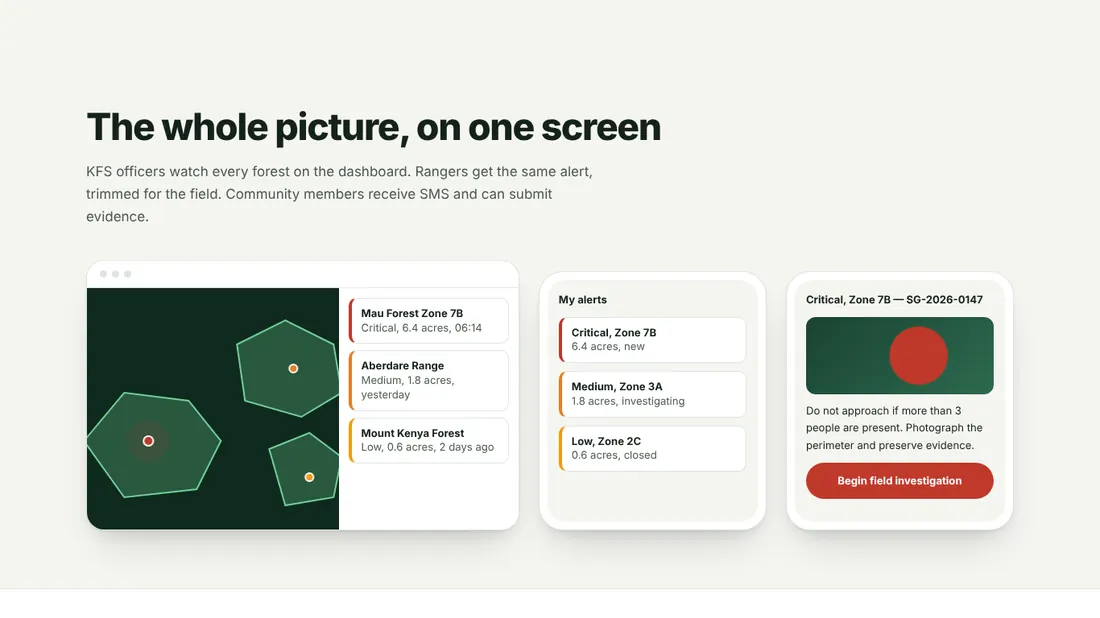 The whole picture, on one screen
KFS officers watch every forest on the dashboard. Rangers get the same alert,
trimmed for the field. Community members receive SMS and can submit
evidence.
Mau Forest Zone 7B
Critical, 6.4 acres, 06:14
Aberdare Range
Medium, 1.8 acres,
yesterday
Mount Kenya Forest
Low, 0.6 acres, 2 days ago
My alerts
Critical, Zone 7B
6.4 acres, new
Medium, Zone 3A
1.8 acres, investigating
Low, Zone 2C
0.6 acres, closed
Critical, Zone 7B — SG-2026-0147
Do not approach if more than 3
people are present. Photograph the
perimeter and preserve evidence.
Begin field investigation